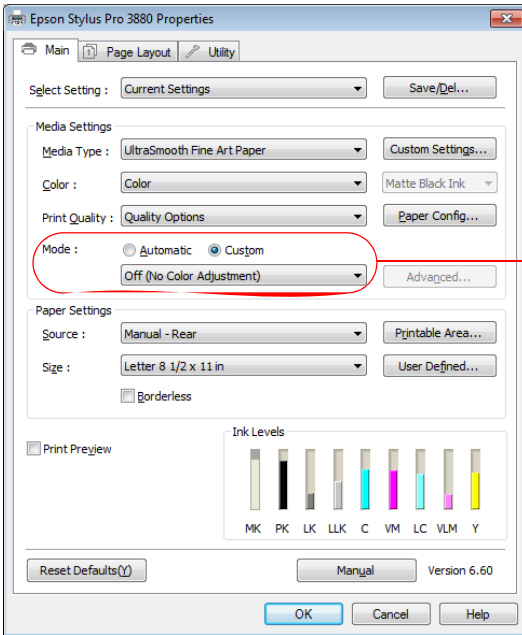 Epson Stylus Pro 3880 Properties
Main Page Layout Utility
Select Setting : Current Settings Save/Del...
Media Settings
Media Type : UltraSmooth Fine Art Paper Custom Settings...
Color : Color Matte Black Ink
Print Quality : Quality Options Paper Config...
Mode : Automatic Custom
Off (No Color Adjustment) Advanced...
Paper Settings
Source : Manual - Rear Printable Area...
Size : Letter 8 1/2 x 11 in User Defined...
Borderless
Print Preview
Ink Levels
MK PK LK LLK C VM LC VLM Y
Reset Defaults(Y) Manual Version 6.60
OK Cancel Help